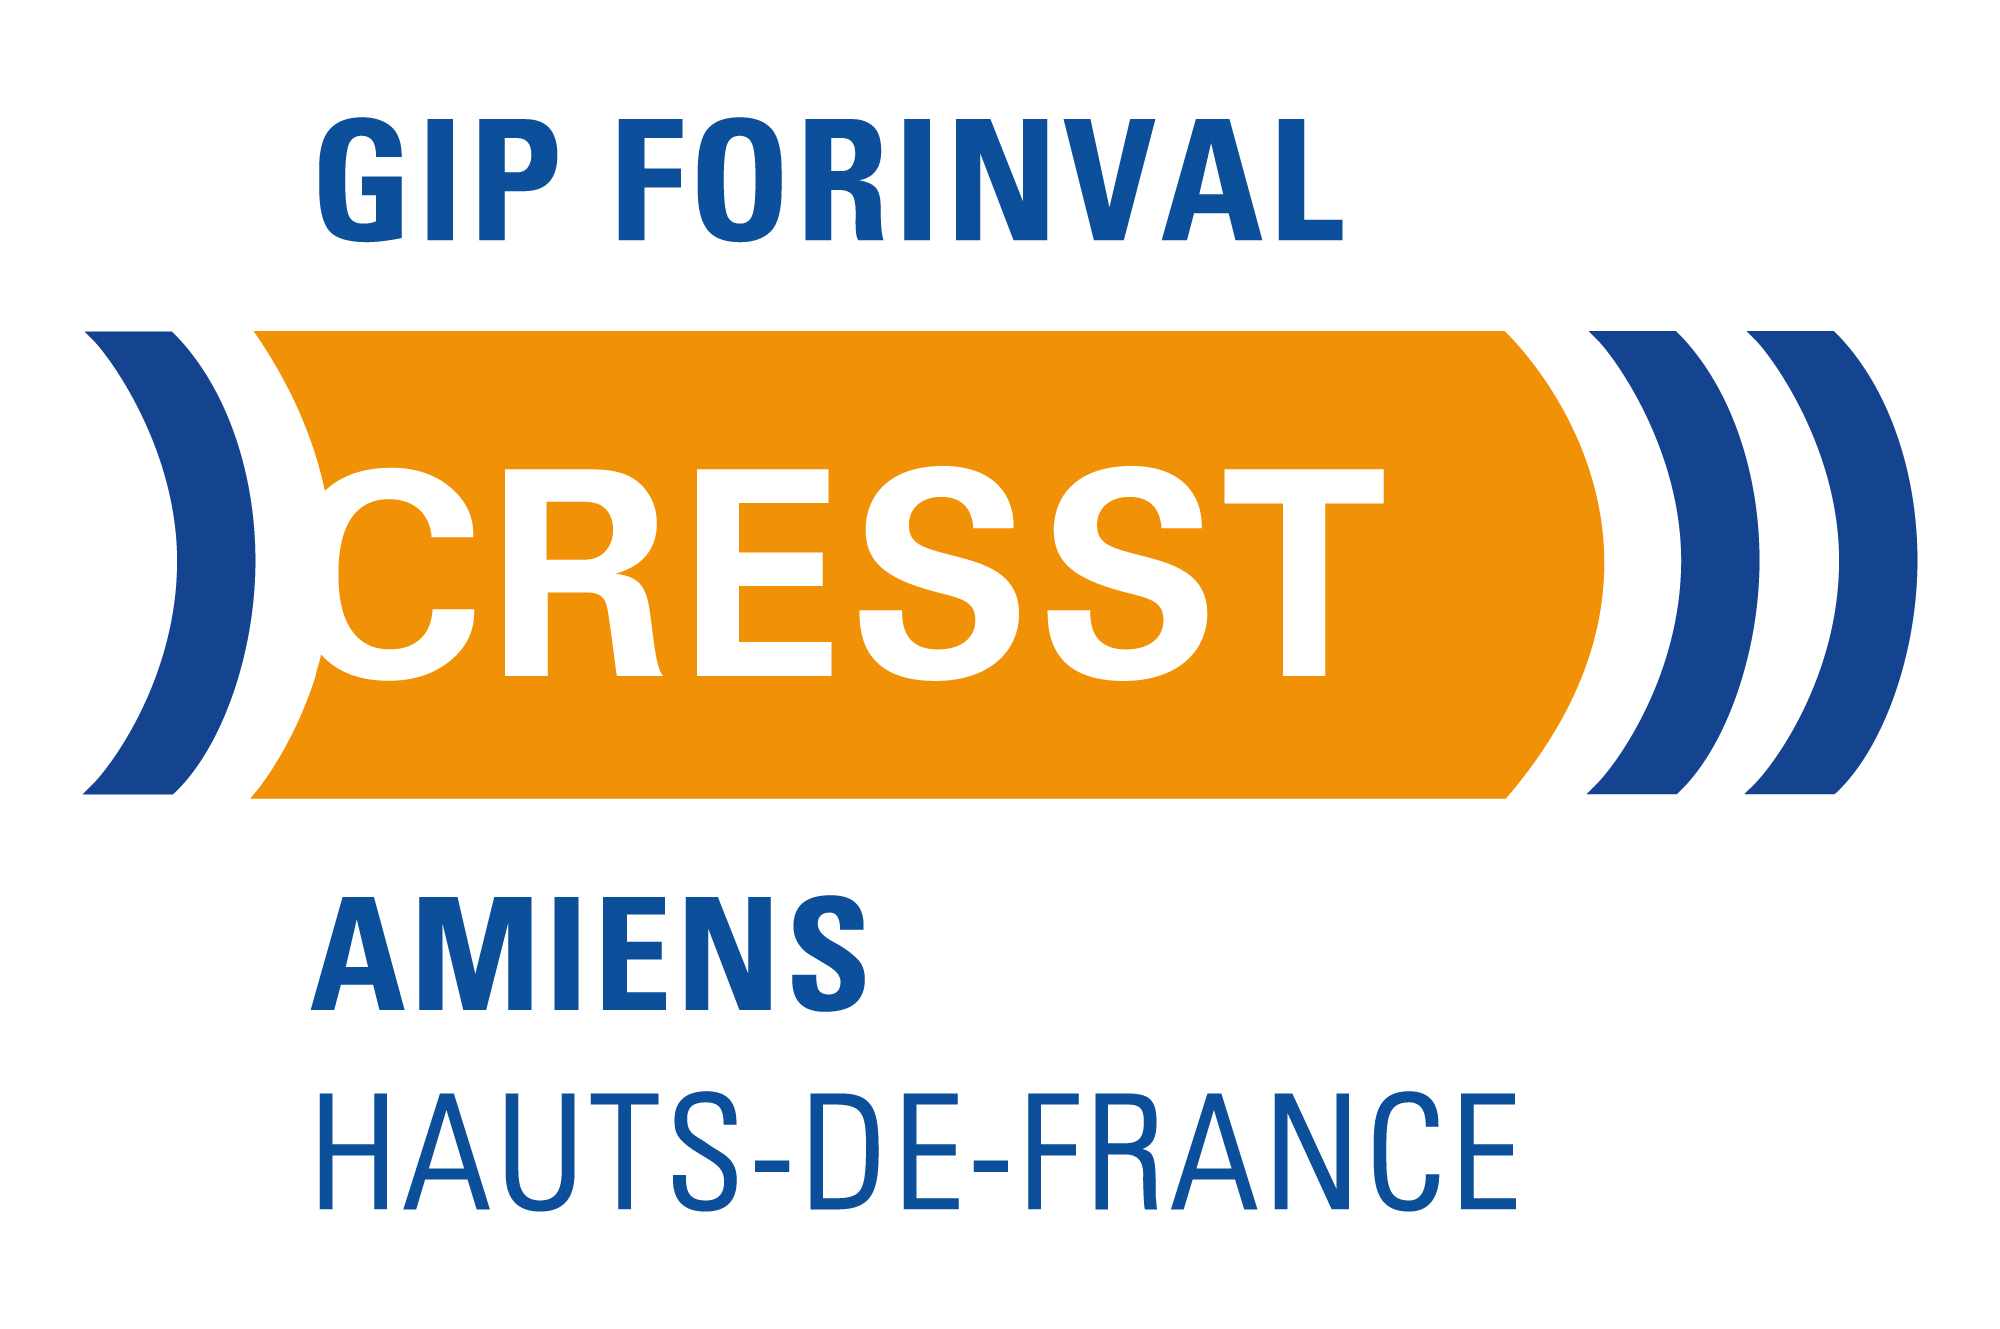 GIP FORINVAL
CRESST
AMIENS
HAUTS-DE-FRANCE